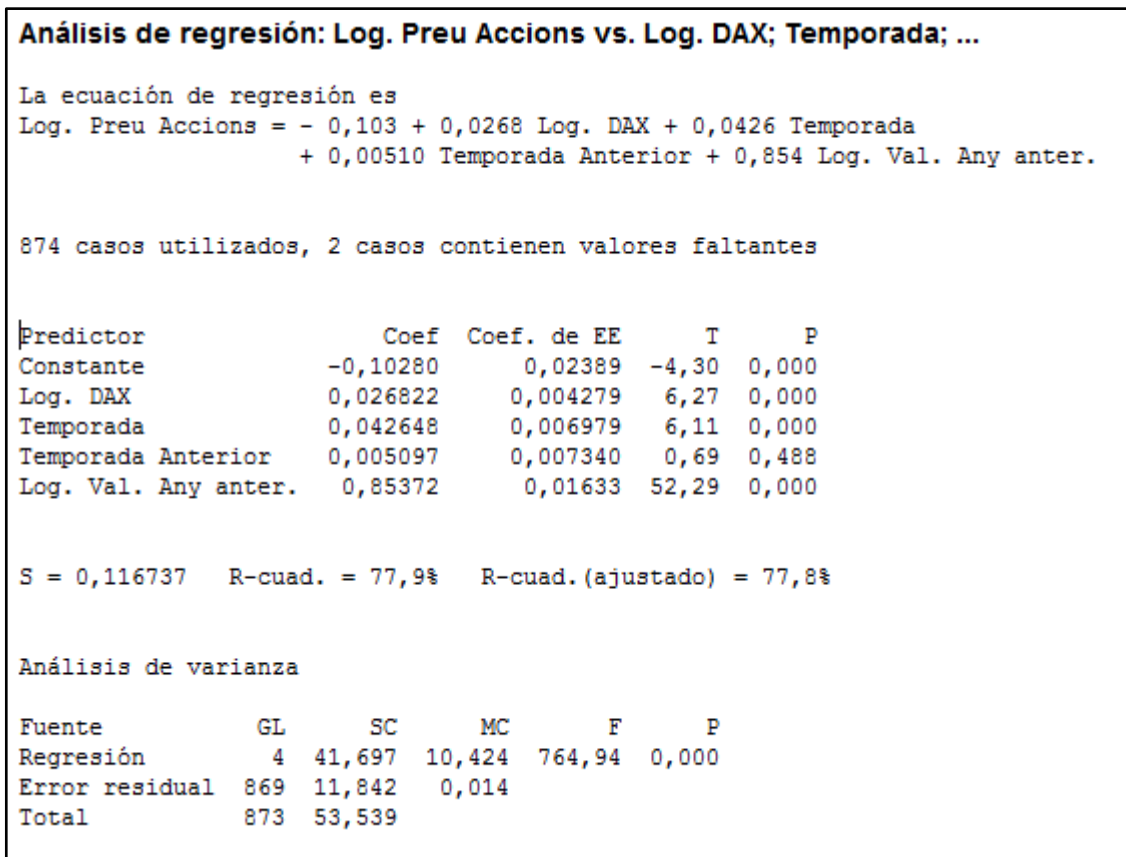 Análisis de regresión: Log. Preu Accions vs. Log. DAX; Temporada; ...
La ecuación de regresión es
Log. Preu Accions = - 0,103 + 0,0268 Log. DAX + 0,0426 Temporada
+ 0,00510 Temporada Anterior + 0,854 Log. Val. Any anter.
874 casos utilizados, 2 casos contienen valores faltantes
Predictor Coef Coef. de EE T P
Constante -0,10280 0,02389 -4,30 0,000
Log. DAX 0,026822 0,004279 6,27 0,000
Temporada 0,042648 0,006979 6,11 0,000
Temporada Anterior 0,005097 0,007340 0,69 0,488
Log. Val. Any anter. 0,85372 0,01633 52,29 0,000
S = 0,116737 R-cuad. = 77,9% R-cuad.(ajustado) = 77,8%
Análisis de varianza
Fuente GL SC MC F P
Regresión 4 41,697 10,424 764,94 0,000
Error residual 869 11,842 0,014
Total 873 53,539